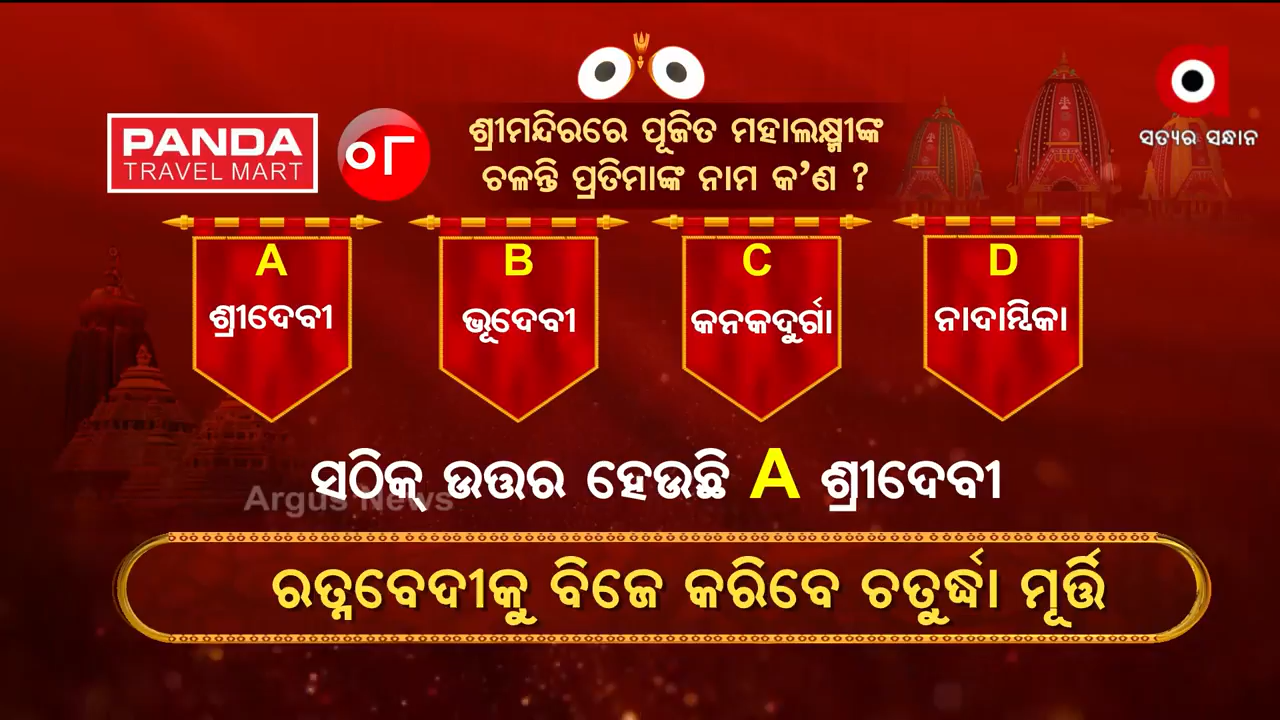 PANDA
TRAVEL MART
୦୮
ଶ୍ରୀମନ୍ଦିରରେ ପୂଜିତ ମହାଲକ୍ଷ୍ମୀଙ୍କ
ଚଳନ୍ତି ପ୍ରତିମାଙ୍କ ନାମ କ'ଣ ?
ସତ୍ୟର ସନ୍ଧାନ
A
ଶ୍ରୀଦେବୀ
B
ଭୂଦେବୀ
C
କନକଦୁର୍ଗା
D
ନାଦାମ୍ବିକା
ସଠିକ୍ ଉତ୍ତର ହେଉଛି A ଶ୍ରୀଦେବୀ
Argus News
ରତ୍ନବେଦୀକୁ ବିଜେ କରିବେ ଚତୁର୍ଦ୍ଧା ମୂର୍ତ୍ତି